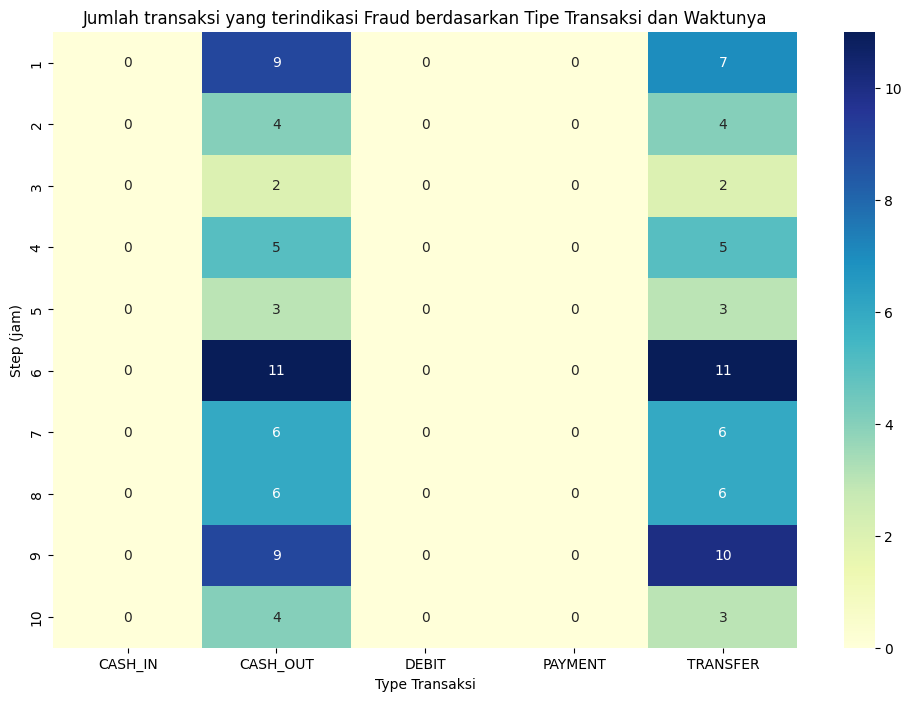 Jumlah transaksi yang terindikasi Fraud berdasarkan Tipe Transaksi dan Waktunya
Step (jam)
1 0 9 0 0 7
2 0 4 0 0 4
3 0 2 0 0 2
4 0 5 0 0 5
5 0 3 0 0 3
6 0 11 0 0 11
7 0 6 0 0 6
8 0 6 0 0 6
9 0 9 0 0 10
10 0 4 0 0 3
CASH_IN CASH_OUT DEBIT PAYMENT TRANSFER
Type Transaksi
10
8
6
4
2
0